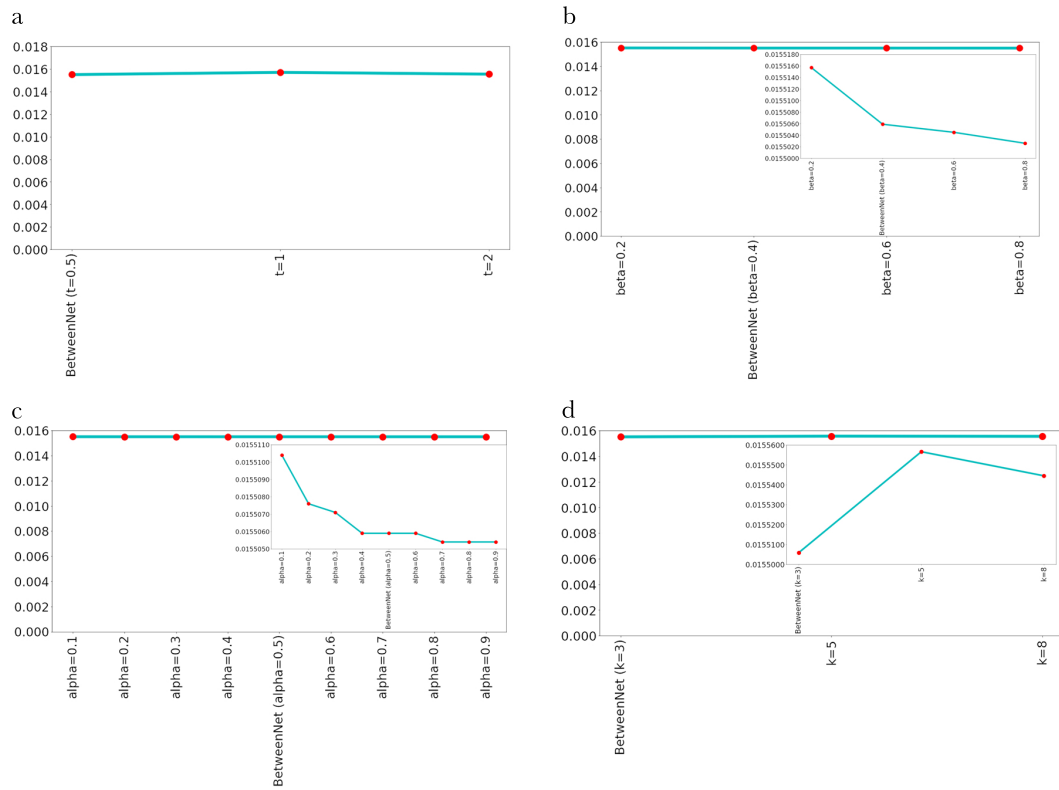 a
0.018
0.016
0.014
0.012
0.010
0.008
0.006
0.004
0.002
0.000
BetweenNet (t=0.5)
t=1
t=2
b
0.016
0.014
0.012
0.010
0.008
0.006
0.004
0.002
0.000
beta=0.2
BetweenNet (beta=0.4)
beta=0.6
beta=0.8
0.0155180
0.0155160
0.0155140
0.0155120
0.0155100
0.0155080
0.0155060
0.0155040
0.0155020
0.0155000
beta=0.2
BetweenNet (beta=0.4)
beta=0.6
beta=0.8
c
0.016
0.014
0.012
0.010
0.008
0.006
0.004
0.002
0.000
alpha=0.1
alpha=0.2
alpha=0.3
alpha=0.4
BetweenNet (alpha=0.5)
alpha=0.6
alpha=0.7
alpha=0.8
alpha=0.9
0.0155110
0.0155100
0.0155090
0.0155080
0.0155070
0.0155060
0.0155050
alpha=0.1
alpha=0.2
alpha=0.3
alpha=0.4
BetweenNet (alpha=0.5)
alpha=0.6
alpha=0.7
alpha=0.8
alpha=0.9
d
0.016
0.014
0.012
0.010
0.008
0.006
0.004
0.002
0.000
BetweenNet (k=3)
k=5
k=8
0.0155600
0.0155500
0.0155400
0.0155300
0.0155200
0.0155100
0.0155000
BetweenNet (k=3)
k=5
k=8